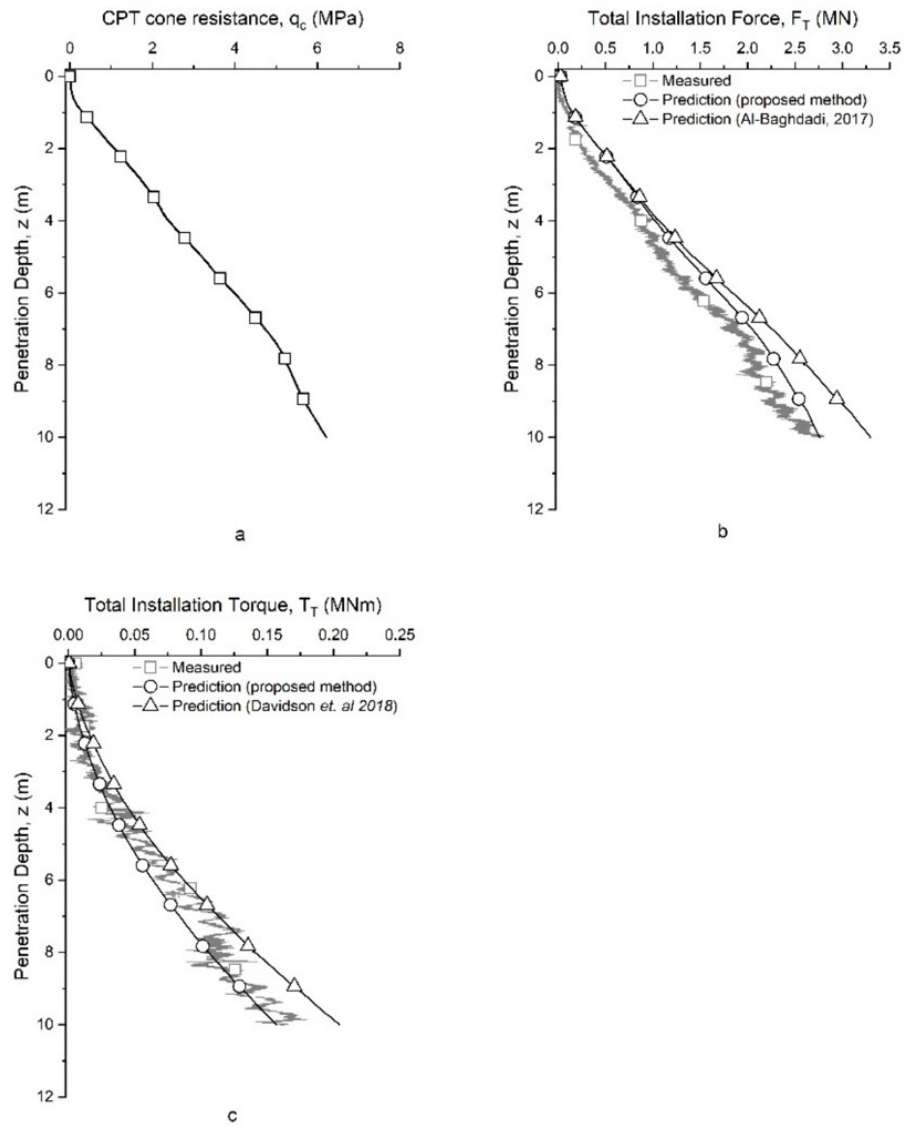 CPT cone resistance, qc (MPa)
0 2 4 6 8
0
2
4
6
8
10
12
Penetration Depth, z (m)
a
Total Installation Force, FT (MN)
0.0 0.5 1.0 1.5 2.0 2.5 3.0 3.5
Measured
Prediction (proposed method)
Prediction (Al-Baghdadi, 2017)
0
2
4
6
8
10
12
Penetration Depth, z (m)
b
Total Installation Torque, TT (MNm)
0.00 0.05 0.10 0.15 0.20 0.25
Measured
Prediction (proposed method)
Prediction (Davidson et. al 2018)
0
2
4
6
8
10
12
Penetration Depth, z (m)
c